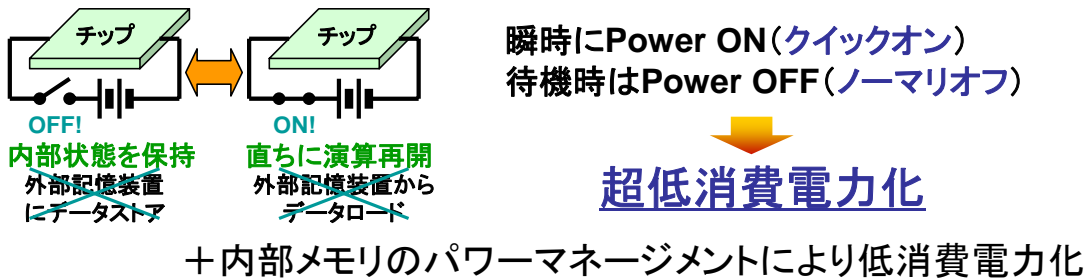 チップ
チップ
OFF!
ON!
内部状態を保持
直ちに演算再開
外部記憶装置
にデータストア
外部記憶装置から
データロード
瞬時にPower ON(クイックオン)
待機時はPower OFF(ノーマリオフ)
超低消費電力化
＋内部メモリのパワーマネージメントにより低消費電力化